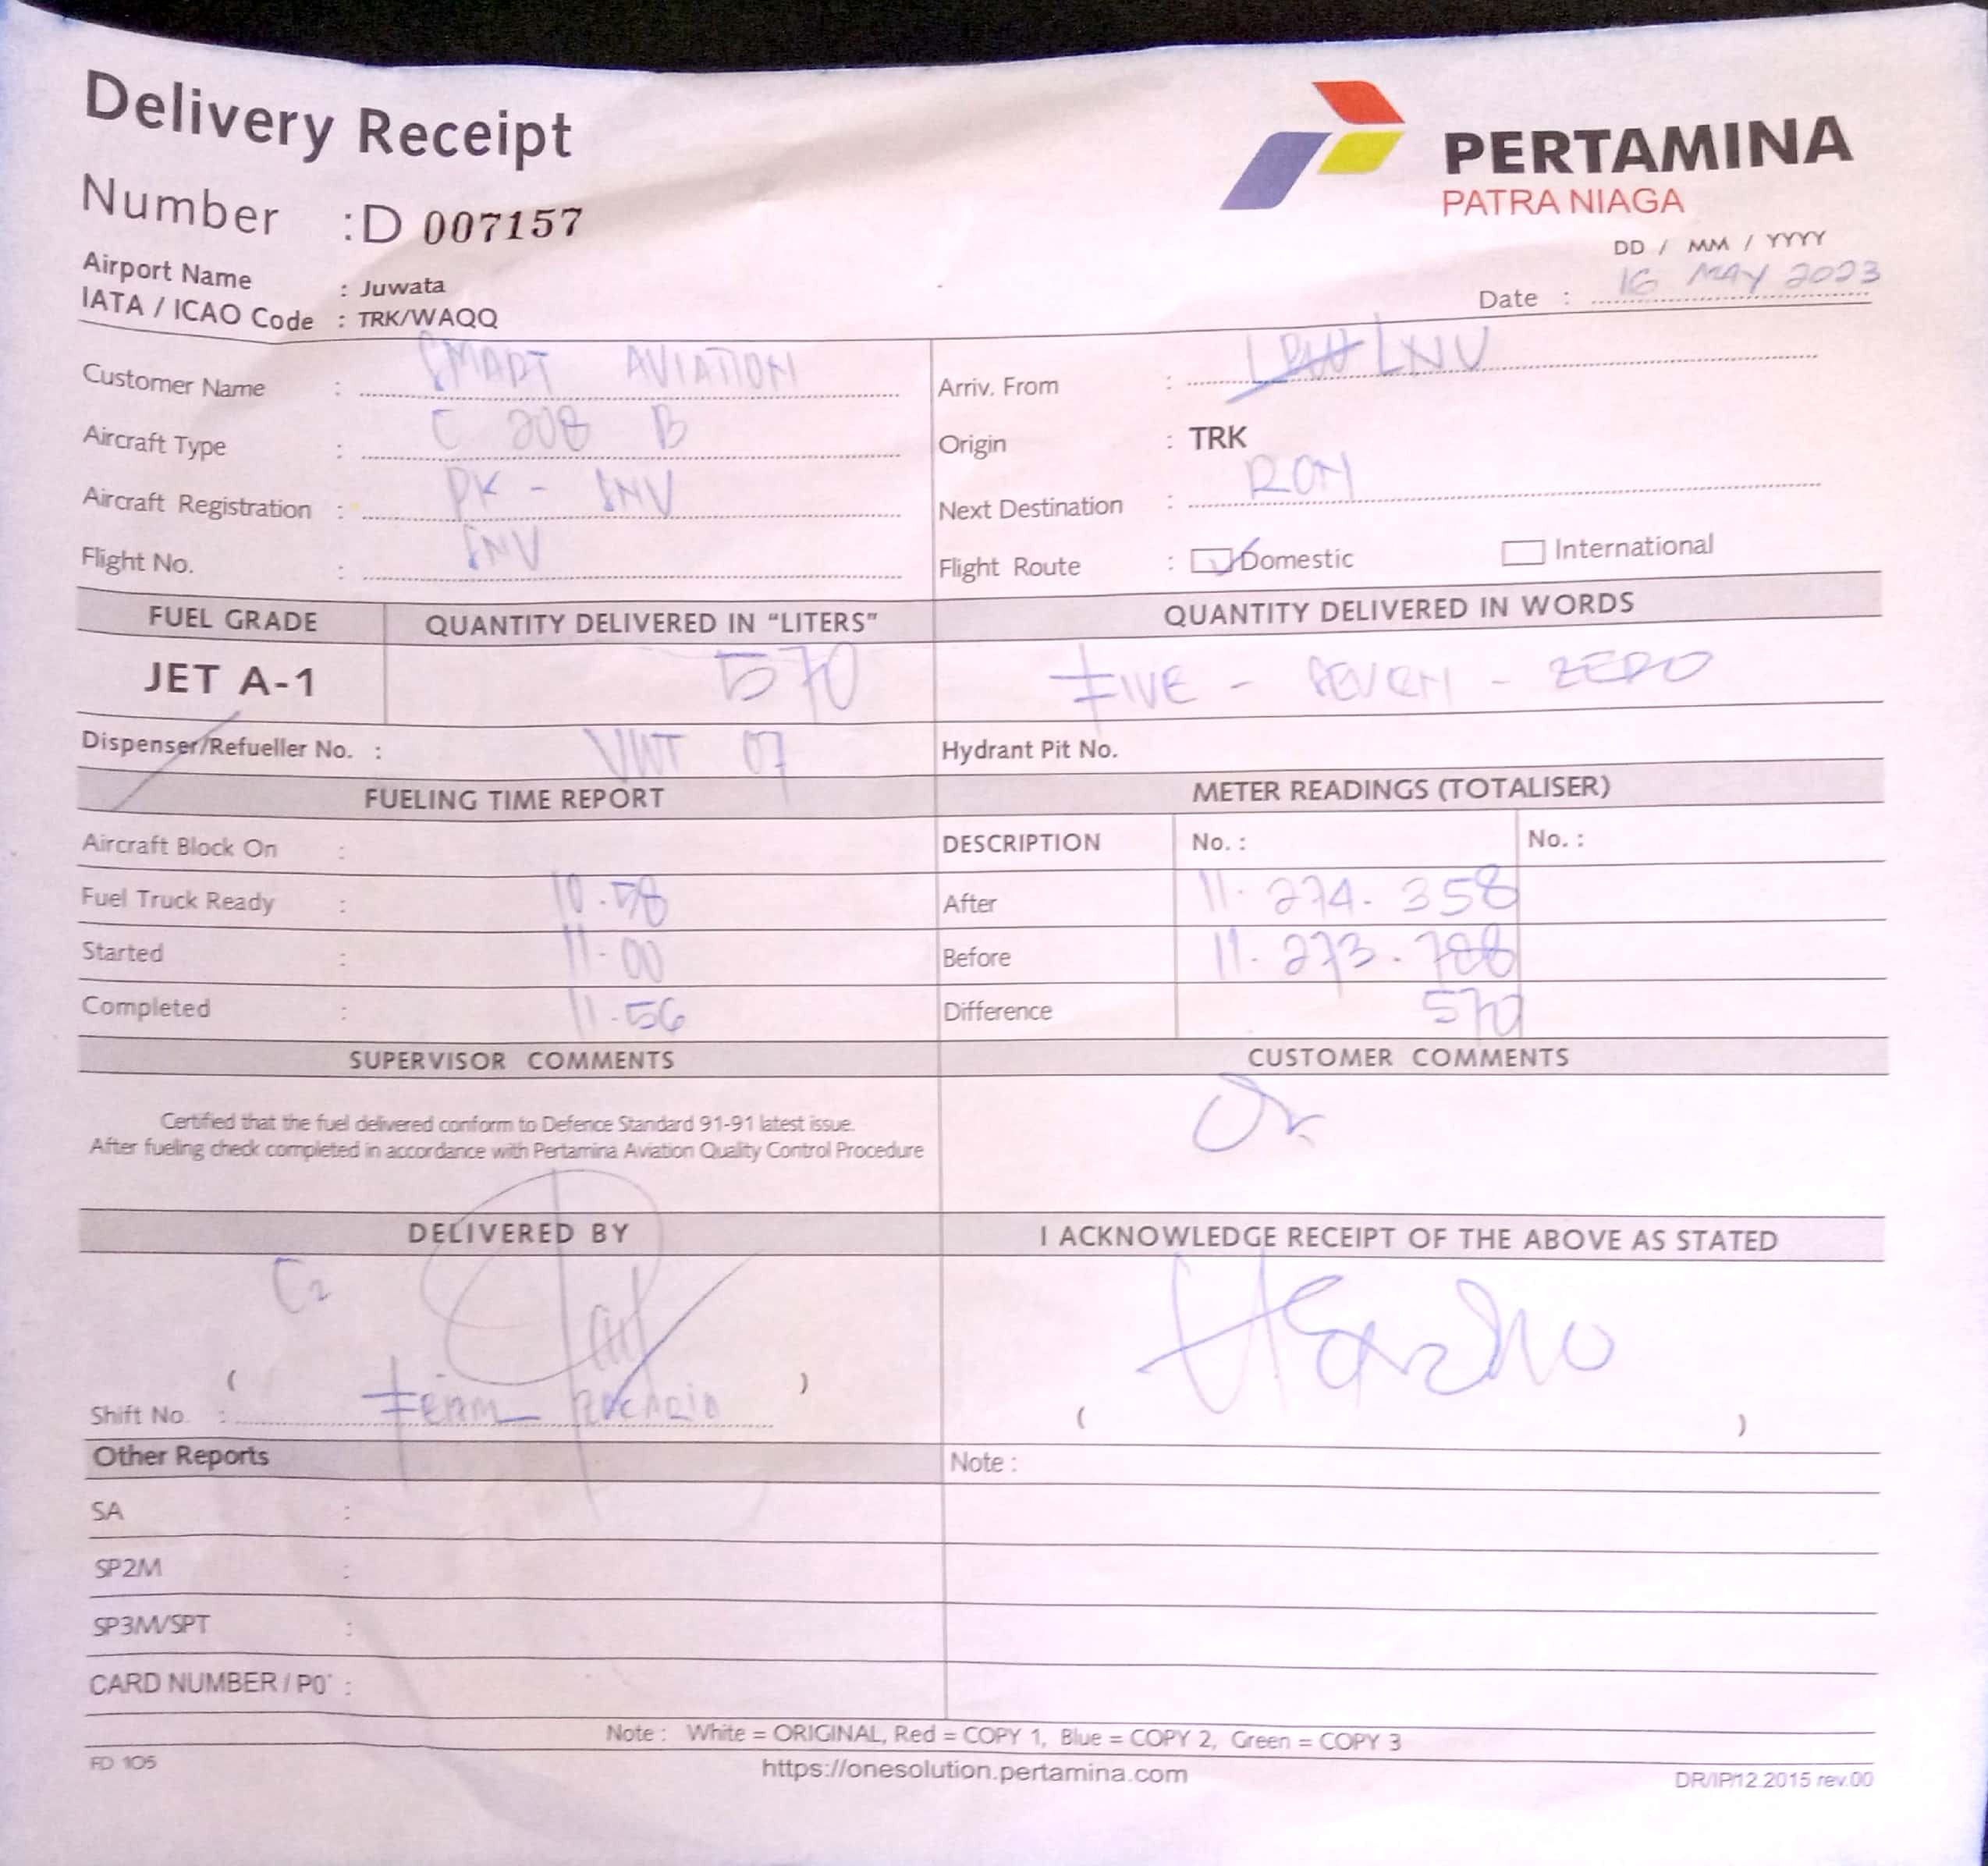 Delivery Receipt
PERTAMINA
PATRA NIAGA
Number :D 007157
DD / MM / YYYY
Date : 16 MAY 2023
Airport Name : Juwata
IATA / ICAO Code : TRK/WAQQ
Customer Name : SMART AVIATION
Arriv. From : LNU
Aircraft Type : C 208 B
Origin : TRK
Aircraft Registration : PK - SNV
Next Destination : RON
Flight No. : SNV
Flight Route : Domestic International
FUEL GRADE QUANTITY DELIVERED IN "LITERS" QUANTITY DELIVERED IN WORDS
JET A-1 570 FIVE - SEVEN - ZERO
Dispenser/Refueller No. : 07
Hydrant Pit No.
FUELING TIME REPORT METER READINGS (TOTALISER)
Aircraft Block On :
DESCRIPTION No. : No. :
Fuel Truck Ready : 10.58
After 11.274.358
Started : 11.00
Before 11.273.788
Completed : 11.56
Difference 570
SUPERVISOR COMMENTS CUSTOMER COMMENTS
Certified that the fuel delivered conform to Defence Standard 91-91 latest issue.
After fueling check completed in accordance with Pertamina Aviation Quality Control Procedure
Ok
DELIVERED BY I ACKNOWLEDGE RECEIPT OF THE ABOVE AS STATED
( )
Shift No. :
( )
Other Reports
Note :
SA :
SP2M :
SP3M/SPT :
CARD NUMBER / PO :
Note : White = ORIGINAL, Red = COPY 1, Blue = COPY 2, Green = COPY 3
FD 105
https://onesolution.pertamina.com
DR/IP/12.2015 rev.00